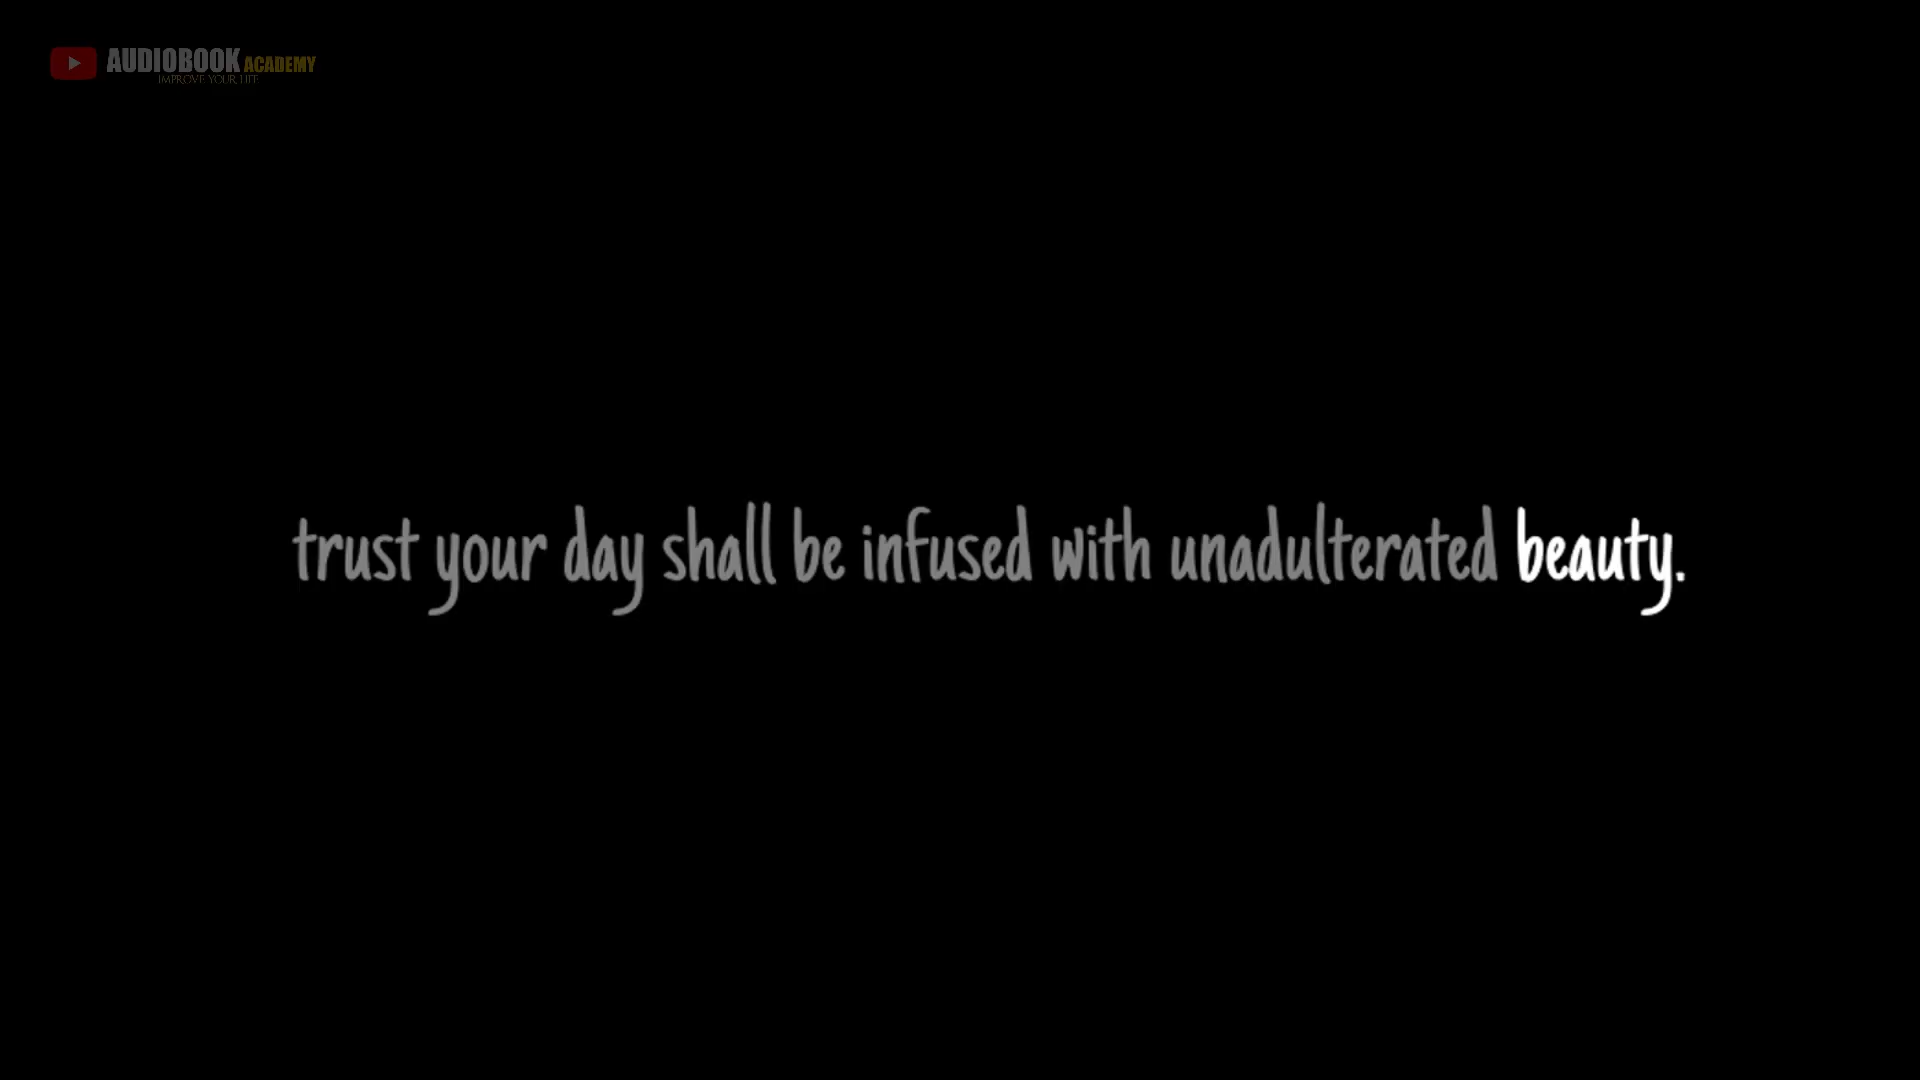 AUDIOBOOK ACADEMY
IMPROVE YOUR LIFE
trust your day shall be infused with unadulterated beauty.